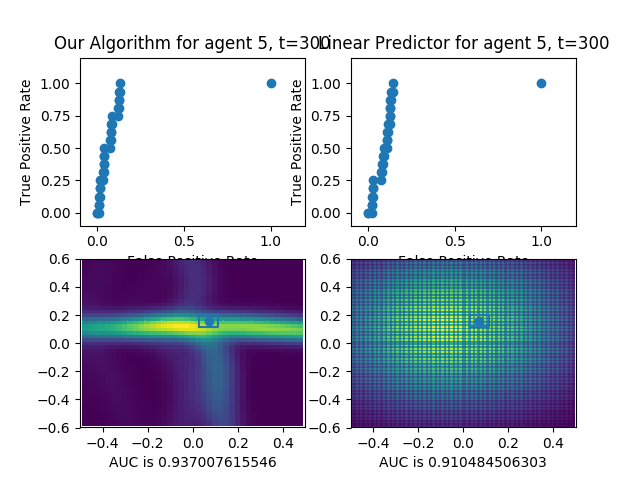 Our Algorithm for agent 5, t=300
Linear Predictor for agent 5, t=300
True Positive Rate
1.00
0.75
0.50
0.25
0.00
0.0 0.5 1.0
False Positive Rate
True Positive Rate
1.00
0.75
0.50
0.25
0.00
0.0 0.5 1.0
False Positive Rate
0.6
0.4
0.2
0.0
−0.2
−0.4
−0.6
−0.4 −0.2 0.0 0.2 0.4
AUC is 0.937007615546
0.6
0.4
0.2
0.0
−0.2
−0.4
−0.6
−0.4 −0.2 0.0 0.2 0.4
AUC is 0.910484506303